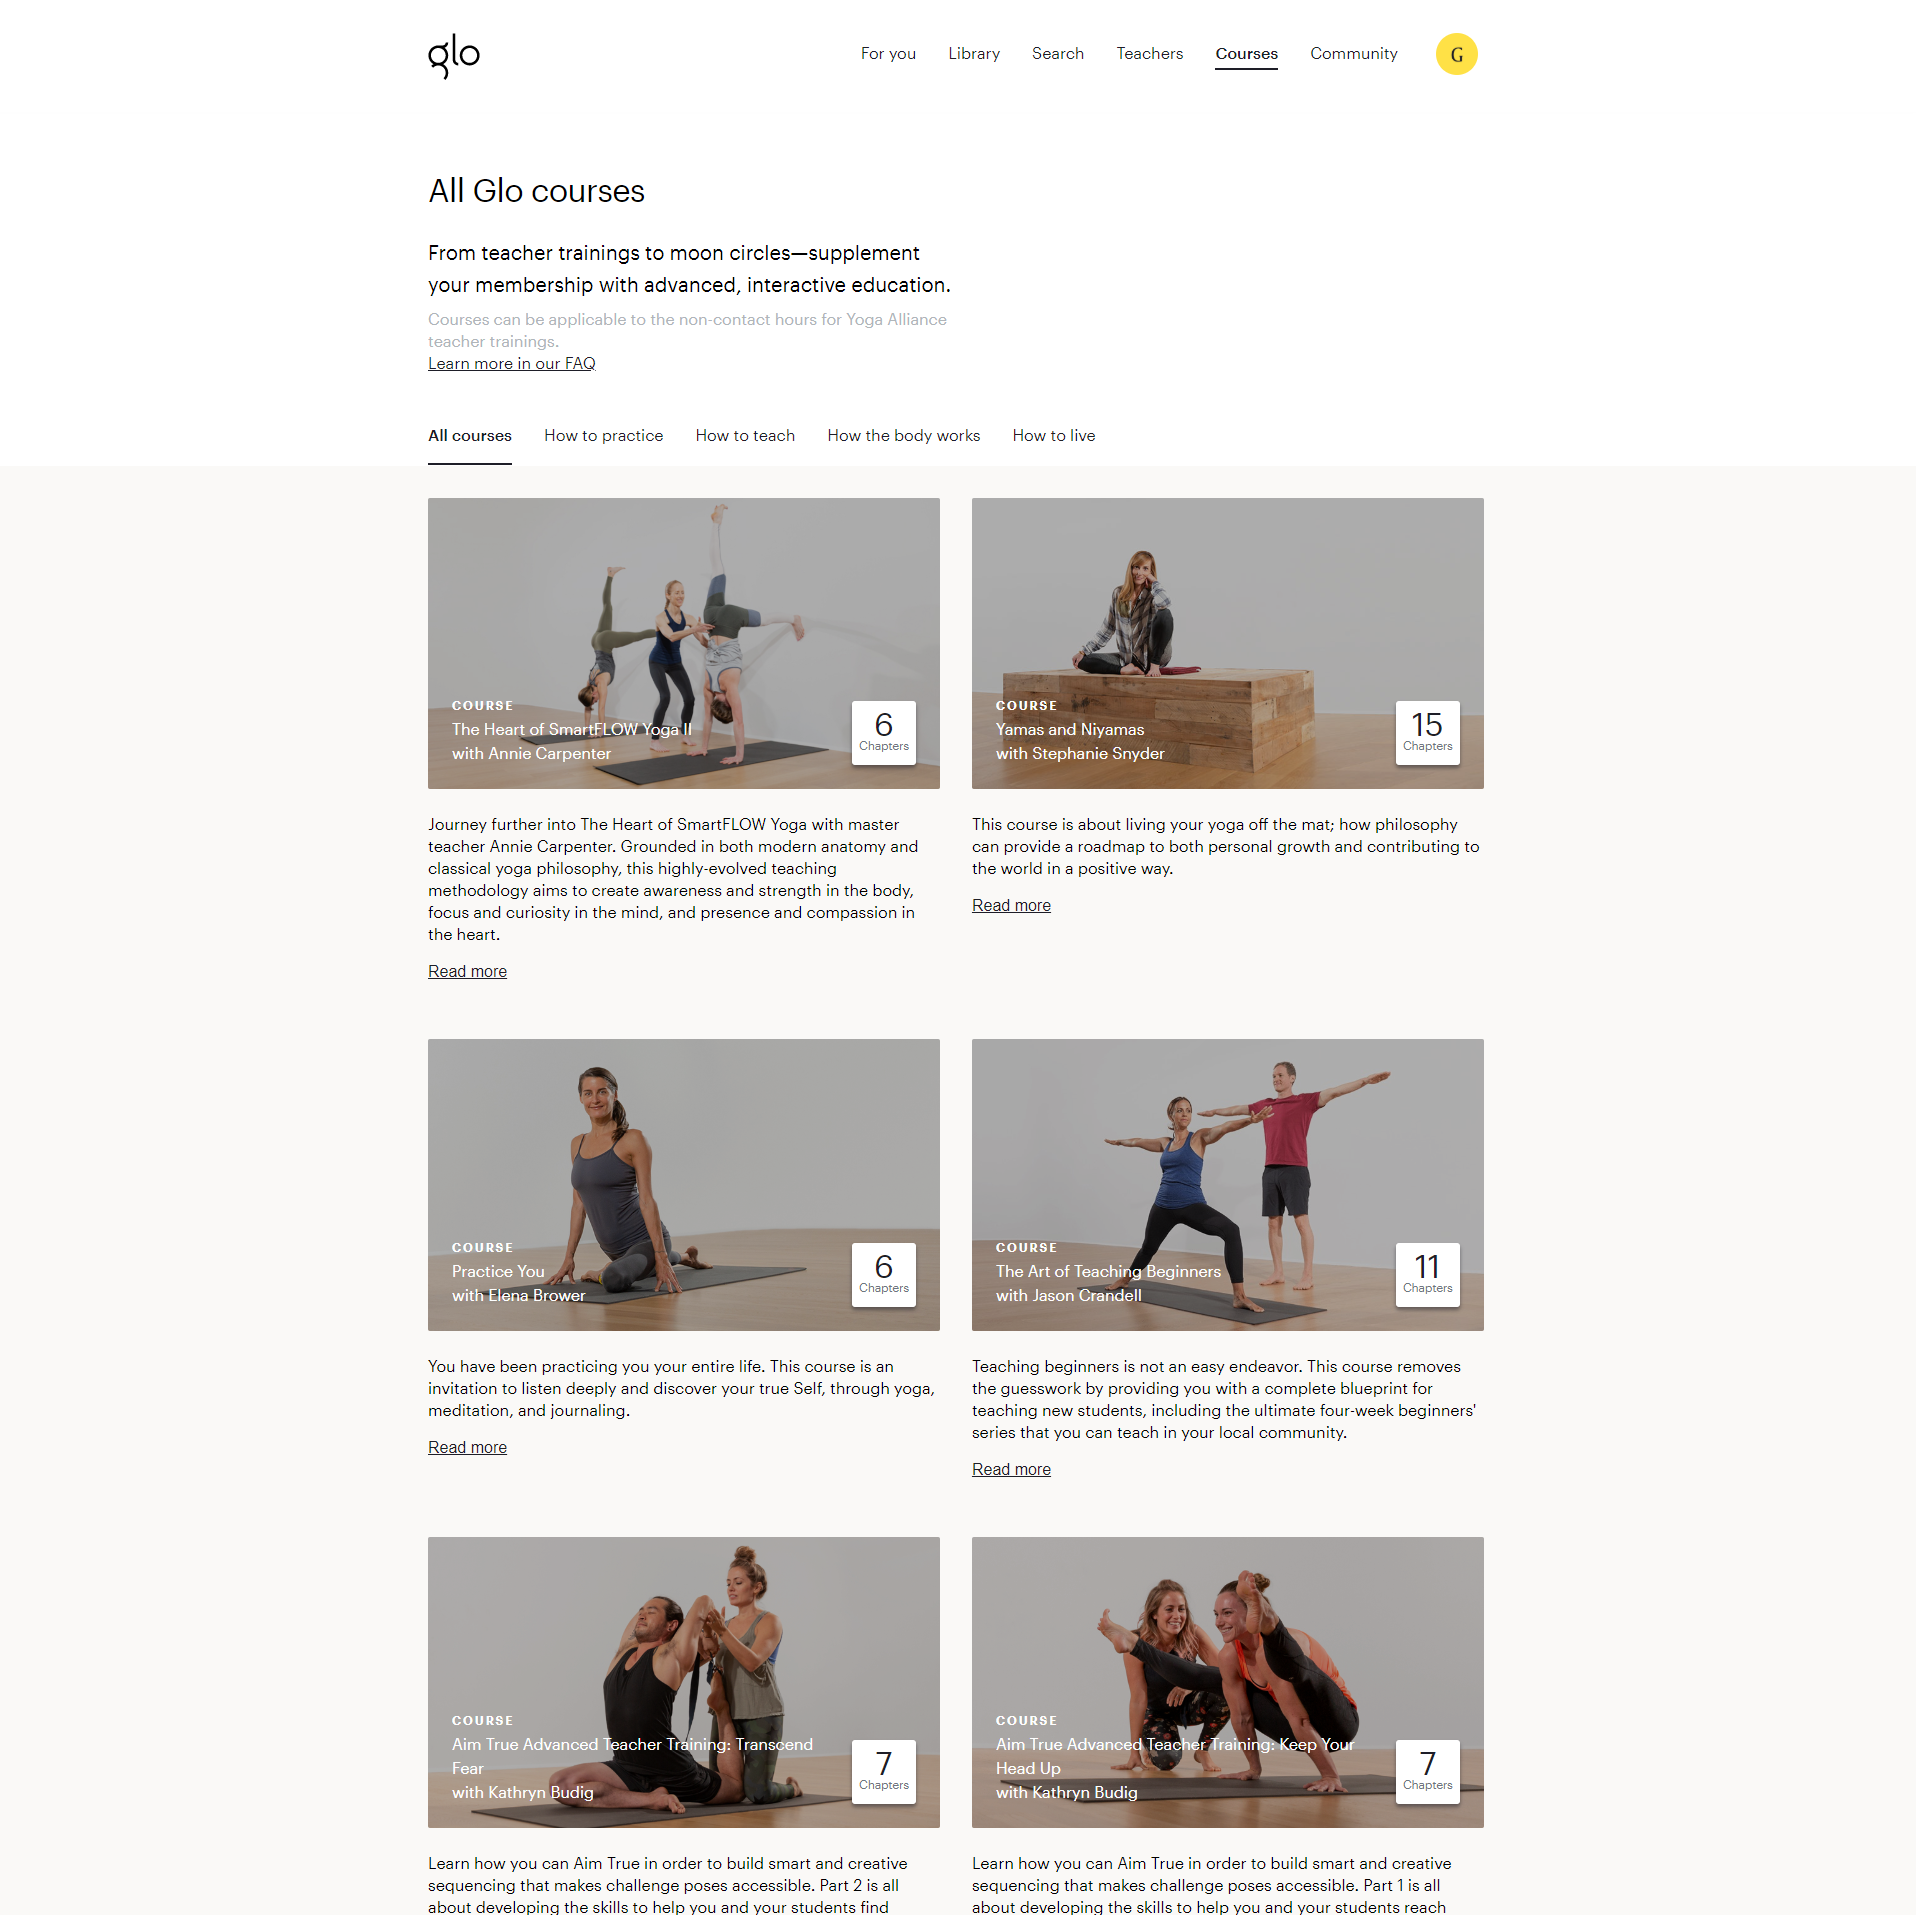 glo
For you
Library
Search
Teachers
Courses
Community
G
All Glo courses
From teacher trainings to moon circles—supplement
your membership with advanced, interactive education.
Courses can be applicable to the non-contact hours for Yoga Alliance
teacher trainings.
Learn more in our FAQ
All courses
How to practice
How to teach
How the body works
How to live
COURSE
The Heart of SmartFLOW Yoga II
with Annie Carpenter
6
Chapters
Journey further into The Heart of SmartFLOW Yoga with master
teacher Annie Carpenter. Grounded in both modern anatomy and
classical yoga philosophy, this highly-evolved teaching
methodology aims to create awareness and strength in the body,
focus and curiosity in the mind, and presence and compassion in
the heart.
Read more
COURSE
Yamas and Niyamas
with Stephanie Snyder
15
Chapters
This course is about living your yoga off the mat; how philosophy
can provide a roadmap to both personal growth and contributing to
the world in a positive way.
Read more
COURSE
Practice You
with Elena Brower
6
Chapters
You have been practicing you your entire life. This course is an
invitation to listen deeply and discover your true Self, through yoga,
meditation, and journaling.
Read more
COURSE
The Art of Teaching Beginners
with Jason Crandell
11
Chapters
Teaching beginners is not an easy endeavor. This course removes
the guesswork by providing you with a complete blueprint for
teaching new students, including the ultimate four-week beginners'
series that you can teach in your local community.
Read more
COURSE
Aim True Advanced Teacher Training: Transcend
Fear
with Kathryn Budig
7
Chapters
Learn how you can Aim True in order to build smart and creative
sequencing that makes challenge poses accessible. Part 2 is all
about developing the skills to help you and your students find
COURSE
Aim True Advanced Teacher Training: Keep Your
Head Up
with Kathryn Budig
7
Chapters
Learn how you can Aim True in order to build smart and creative
sequencing that makes challenge poses accessible. Part 1 is all
about developing the skills to help you and your students reach